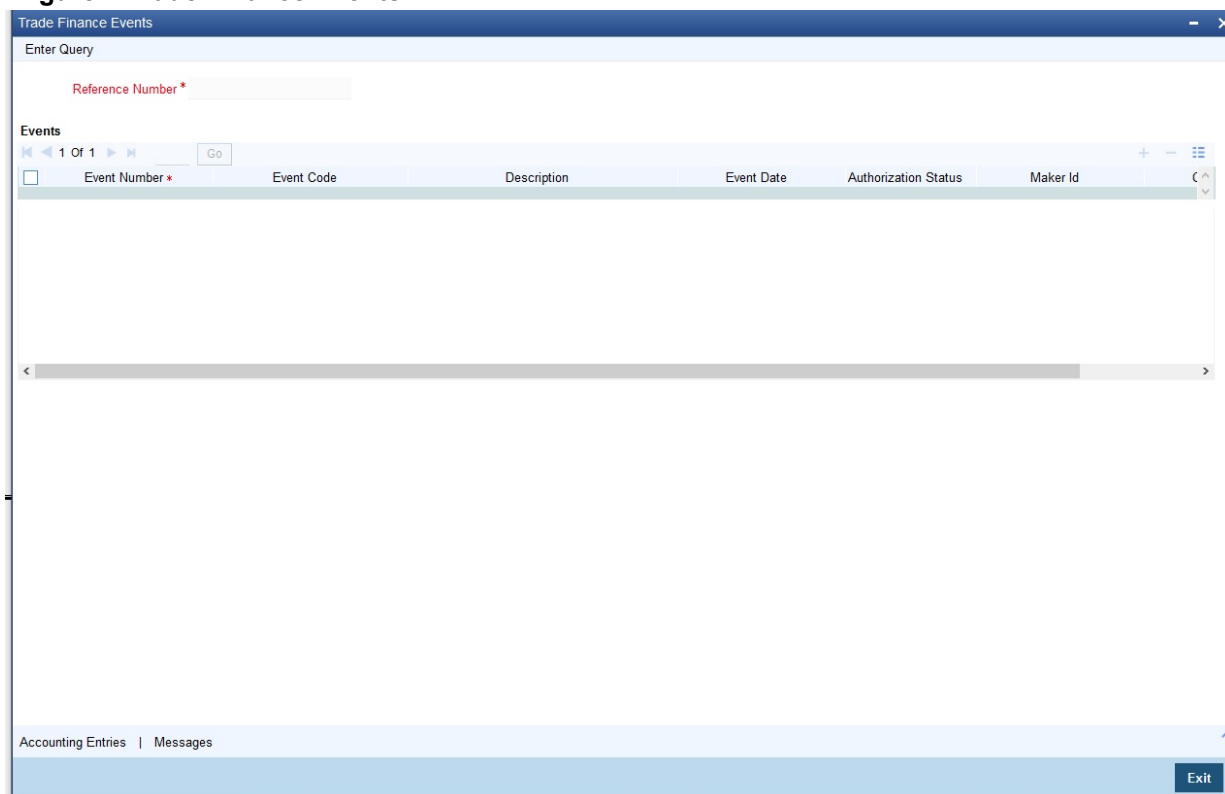 Trade Finance Events
Enter Query
Reference Number *
Events
1 Of 1 Go
Event Number * Event Code Description Event Date Authorization Status Maker Id
Accounting Entries | Messages
Exit